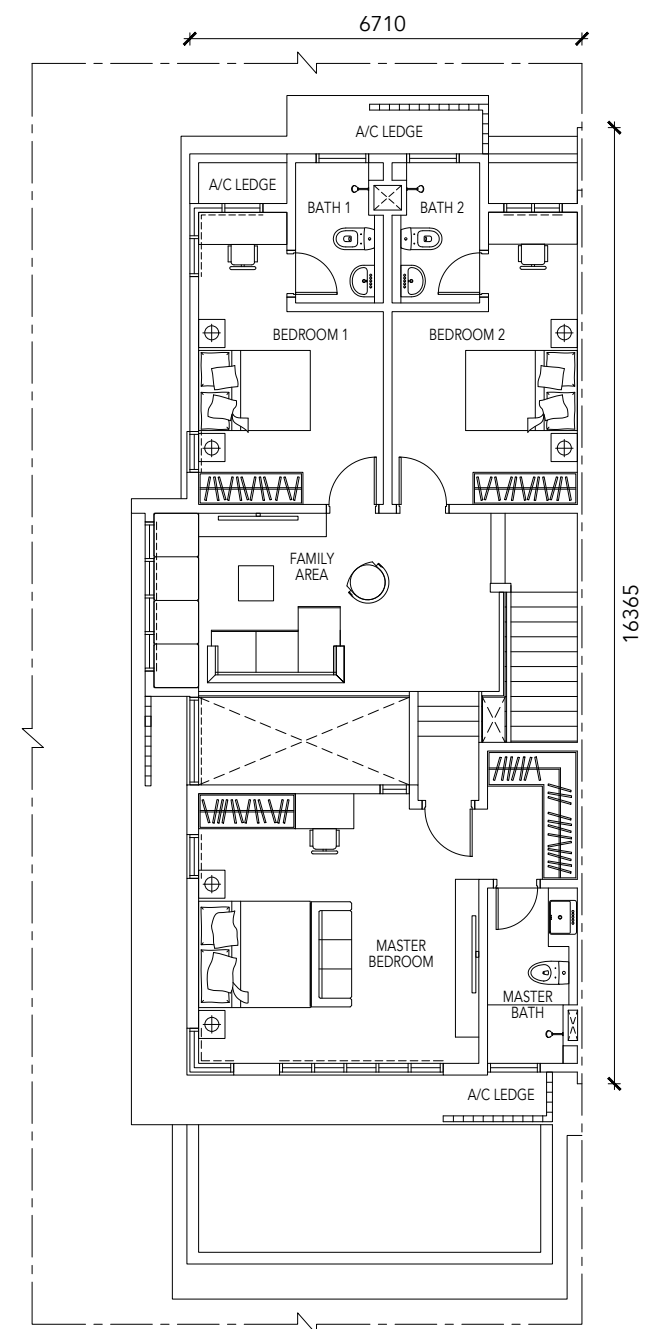 6710
A/C LEDGE
A/C LEDGE
BATH 1
BATH 2
BEDROOM 1
BEDROOM 2
FAMILY
AREA
16365
MASTER
BEDROOM
MASTER
BATH
A/C LEDGE